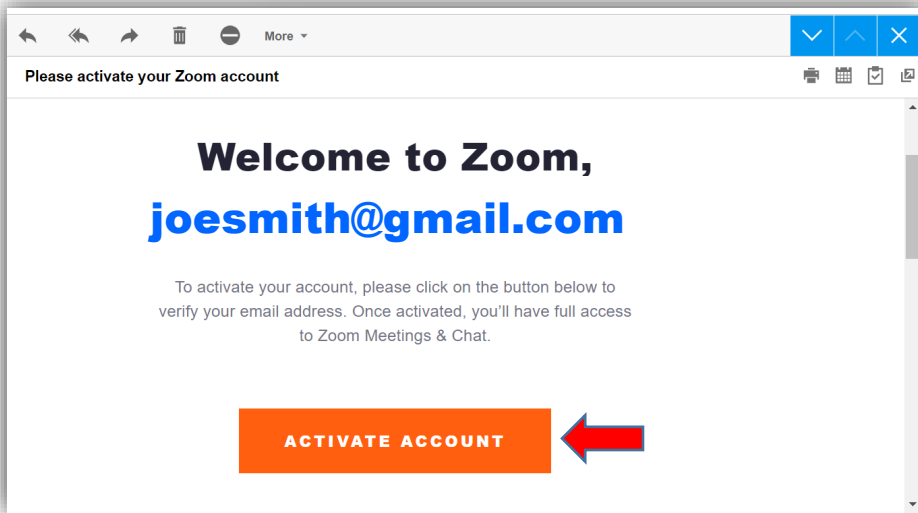 More
Please activate your Zoom account
Welcome to Zoom,
joesmith@gmail.com
To activate your account, please click on the button below to
verify your email address. Once activated, you'll have full access
to Zoom Meetings & Chat.
ACTIVATE ACCOUNT